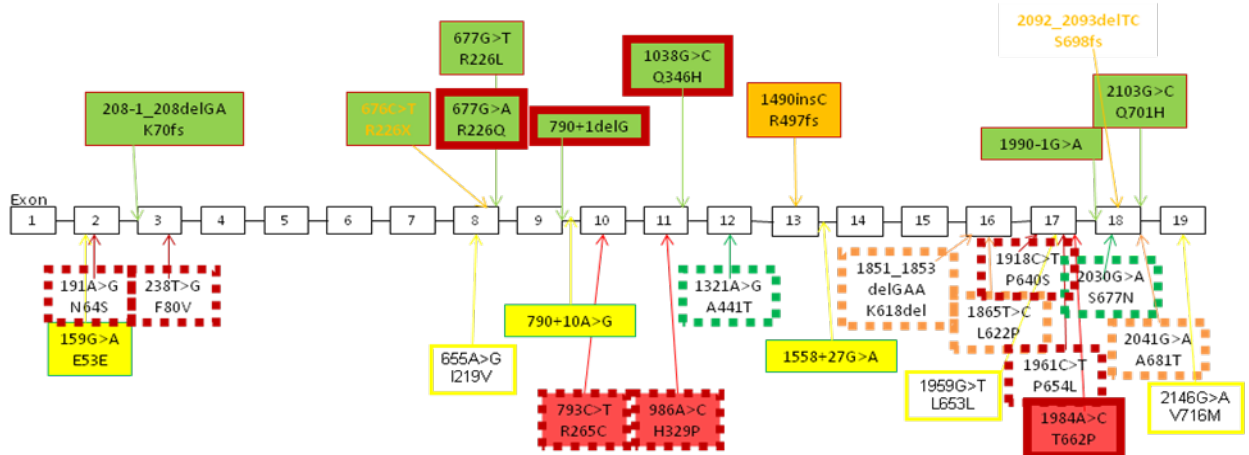 2092_2093delTC
S698fs
677G>T
R226L
1038G>C
Q346H
208-1_208delGA
K70fs
676C>T
R226X
677G>A
R226Q
790+1delG
1490insC
R497fs
2103G>C
Q701H
1990-1G>A
Exon
1 2 3 4 5 6 7 8 9 10 11 12 13 14 15 16 17 18 19
191A>G
N64S
238T>G
F80V
159G>A
E53E
655A>G
I219V
790+10A>G
793C>T
R265C
986A>C
H329P
1321A>G
A441T
1558+27G>A
1851_1853
delGAA
K618del
1865T>C
L622P
1918C>T
P640S
1959G>T
L653L
1961C>T
P654L
1984A>C
T662P
2030G>A
S677N
2041G>A
A681T
2146G>A
V716M